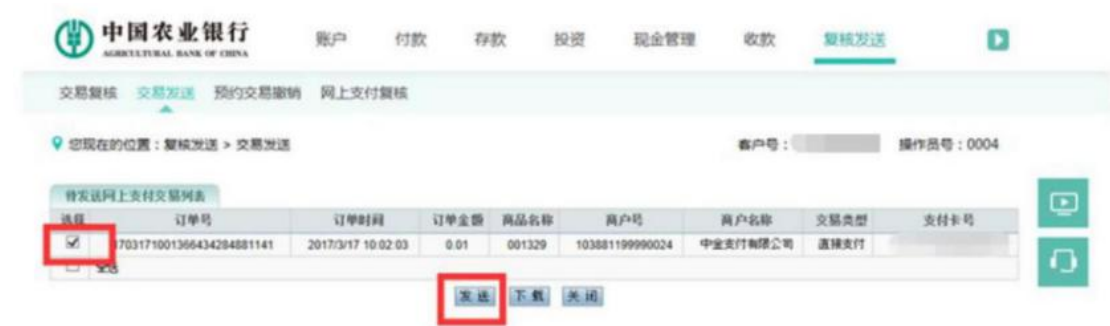 中国农业银行
AGRICULTURAL BANK OF CHINA
账户 付款 存款 投资 现金管理 收款 复核发送
交易复核 交易发送 预约交易撤销 网上支付复核
您现在的位置：复核发送 > 交易发送
客户号： 操作员号：0004
待发送网上支付交易列表
选择 订单号 订单时间 订单金额 商品名称 商户号 商户名称 交易类型 支付卡号
1703171001366434284881141 2017/3/17 10:02:03 0.01 001329 103881199990024 中金支付有限公司 直接支付
全选
发送 下载 关闭